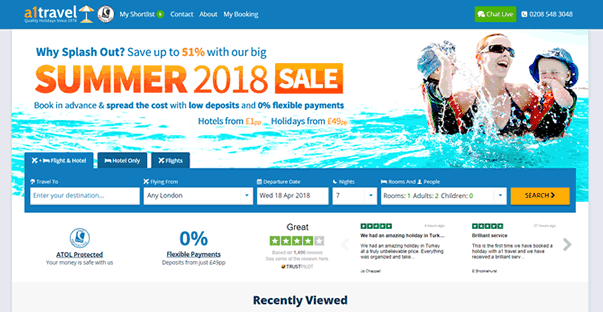 a1travel
Quality Holidays Since 1976
My Shortlist
Contact
About
My Booking
Chat Live
0208 548 3048
Why Splash Out? Save up to 51% with our big
SUMMER 2018 SALE
Book in advance & spread the cost with low deposits and 0% flexible payments
Hotels from £1pp
Holidays from £49pp
+ Flight & Hotel
Hotel Only
Flights
Travel To
Flying From
Departure Date
Nights
Rooms And People
Enter your destination...
Any London
Wed 18 Apr 2018
7
Rooms: 1 Adults: 2 Children: 0
SEARCH
ATOL Protected
Your money is safe with us
0%
Flexible Payments
Deposits from just £49pp
Great
Based on 1,496 reviews
See some of the reviews here.
TRUSTPILOT
We had an amazing holiday in Turk...
We had an amazing holiday in Turkey
at a truly unbelievable price. Everything
was organized and take...
Jo Chappell
Brilliant service
This is the first time we have booked a
holiday with a1 travel and we have
received a brilliant serv...
Recently Viewed